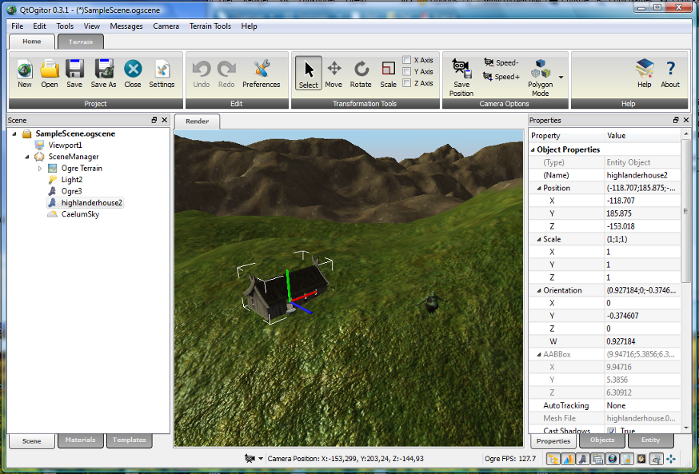 QtOgitor 0.3.1 - (*)SampleScene.ogscene
File Edit Tools View Messages Camera Terrain Tools Help
Home Terrain
New Open Save Save As Close Settings Undo Redo Preferences Select Move Rotate Scale X Axis Y Axis Z Axis Save Position Speed- Speed+ Polygon Mode Help About
Project Edit Transformation Tools Camera Options Help
Scene
SampleScene.ogscene
Viewport1
SceneManager
Ogre Terrain
Light2
Ogre3
highlanderhouse2
CaelumSky
Scene Materials Templates
Render
Properties
Property Value
Object Properties
(Type) Entity Object
(Name) highlanderhouse2
Position (-118.707;185.875;-
X -118.707
Y 185.875
Z -153.018
Scale (1;1;1)
X 1
Y 1
Z 1
Orientation (0.927184;0;-0.3746
X 0
Y -0.374607
Z 0
W 0.927184
AABBox (9.94716;5.3856;6.3
X 9.94716
Y 5.3856
Z 6.30912
AutoTracking None
Mesh File highlanderhouse.0
Cast Shadows True
Properties Objects Entity
Camera Positon: X:-153,299, Y:203,24, Z:-144,93
Ogre FPS: 127.7